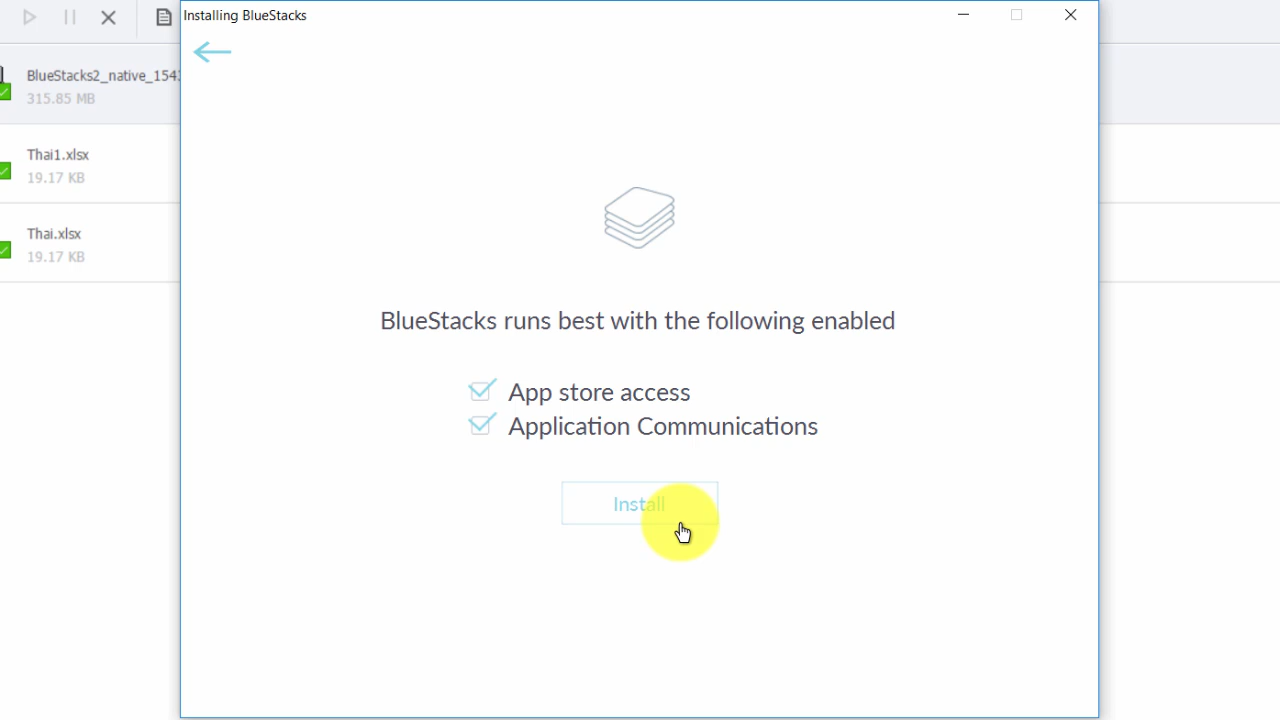 Installing BlueStacks
BlueStacks2_native_154
315.85 MB
Thai1.xlsx
19.17 KB
Thai.xlsx
19.17 KB
BlueStacks runs best with the following enabled
App store access
Application Communications
Install